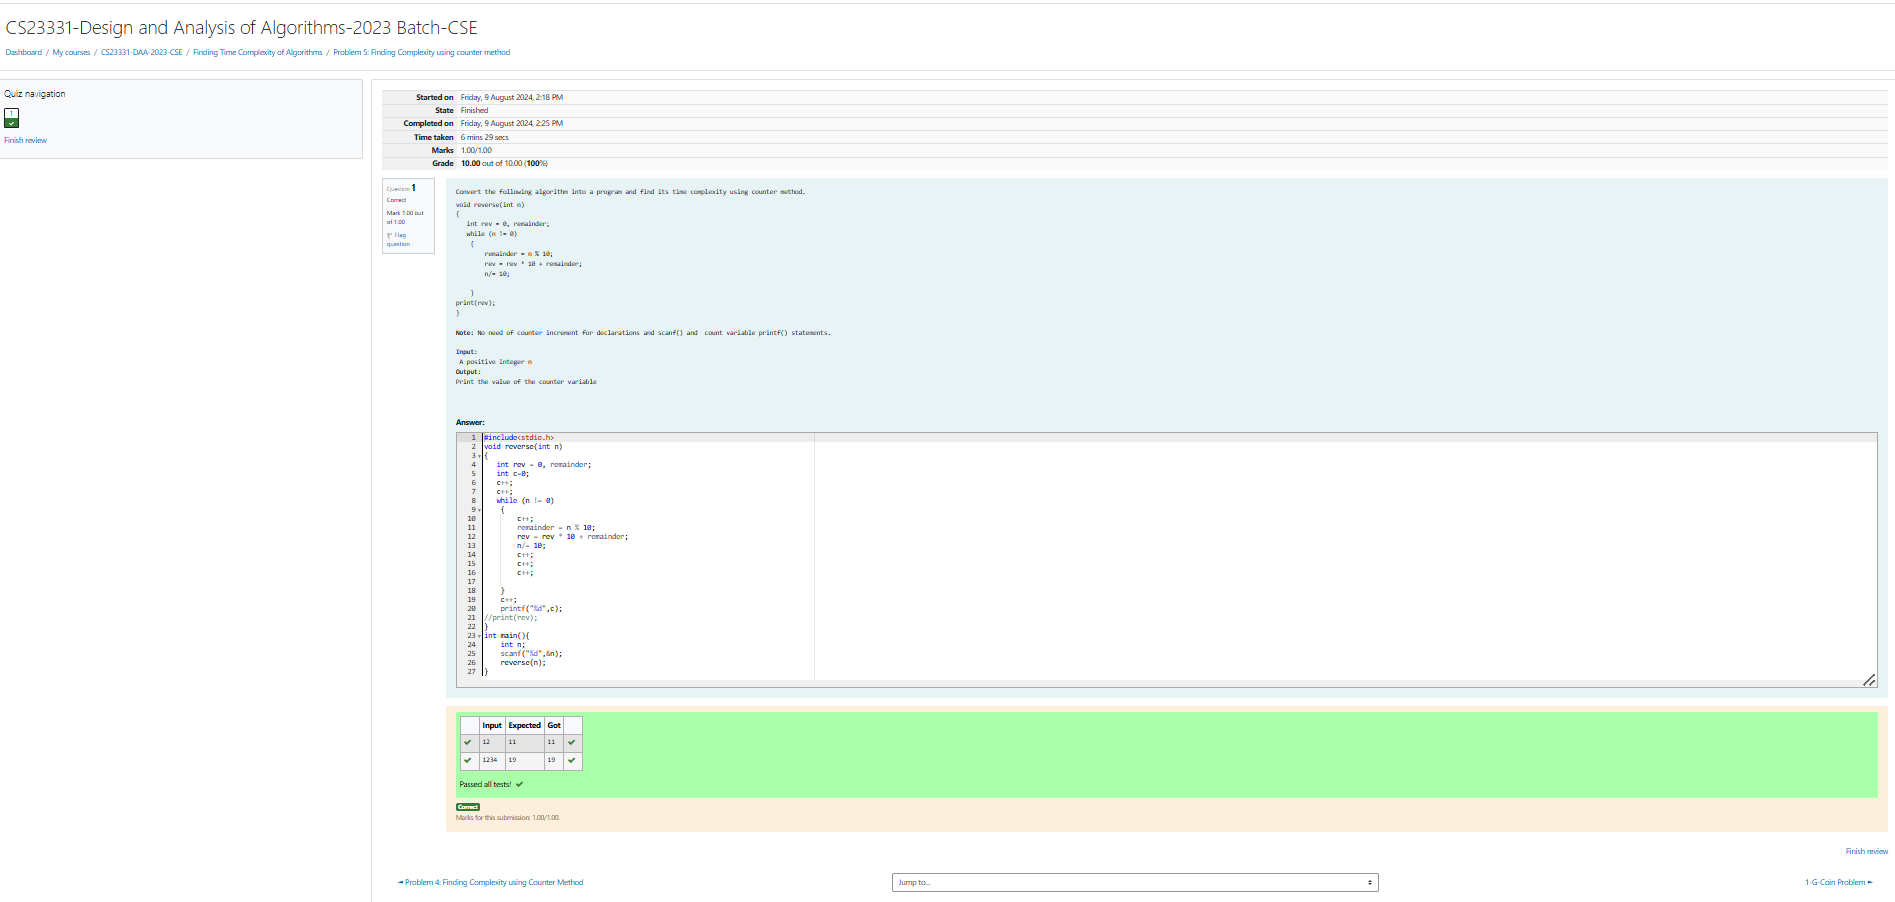 CS23331-Design and Analysis of Algorithms-2023 Batch-CSE
Dashboard / My courses / CS23331-DAA-2023-CSE / Finding Time Complexity of Algorithms / Problem 5: Finding Complexity using counter method
Quiz navigation
1
Finish review
Started on Friday, 9 August 2024, 2:18 PM
State Finished
Completed on Friday, 9 August 2024, 2:25 PM
Time taken 6 mins 29 secs
Marks 1.00/1.00
Grade 10.00 out of 10.00 (100%)
Question 1
Correct
Mark 1.00 out
of 1.00
Flag
question
Convert the following algorithm into a program and find its time complexity using counter method.
void reverse(int n)
{
int rev = 0, remainder;
while (n != 0)
{
remainder = n % 10;
rev = rev * 10 + remainder;
n/= 10;
}
print(rev);
}
Note: No need of counter increment for declarations and scanf() and count variable printf() statements.
Input:
A positive Integer n
Output:
Print the value of the counter variable
Answer:
1 #include<stdio.h>
2 void reverse(int n)
3 {
4 int rev = 0, remainder;
5 int c=0;
6 c++;
7 c++;
8 while (n != 0)
9 {
10 c++;
11 remainder = n % 10;
12 rev = rev * 10 + remainder;
13 n/= 10;
14 c++;
15 c++;
16 c++;
17
18 }
19 c++;
20 printf("%d",c);
21 //print(rev);
22 }
23 int main(){
24 int n;
25 scanf("%d",&n);
26 reverse(n);
27 }
Input Expected Got
12 11 11
1234 19 19
Passed all tests!
Correct
Marks for this submission: 1.00/1.00.
Finish review
◄ Problem 4: Finding Complexity using Counter Method
Jump to...
1-G-Coin Problem ►